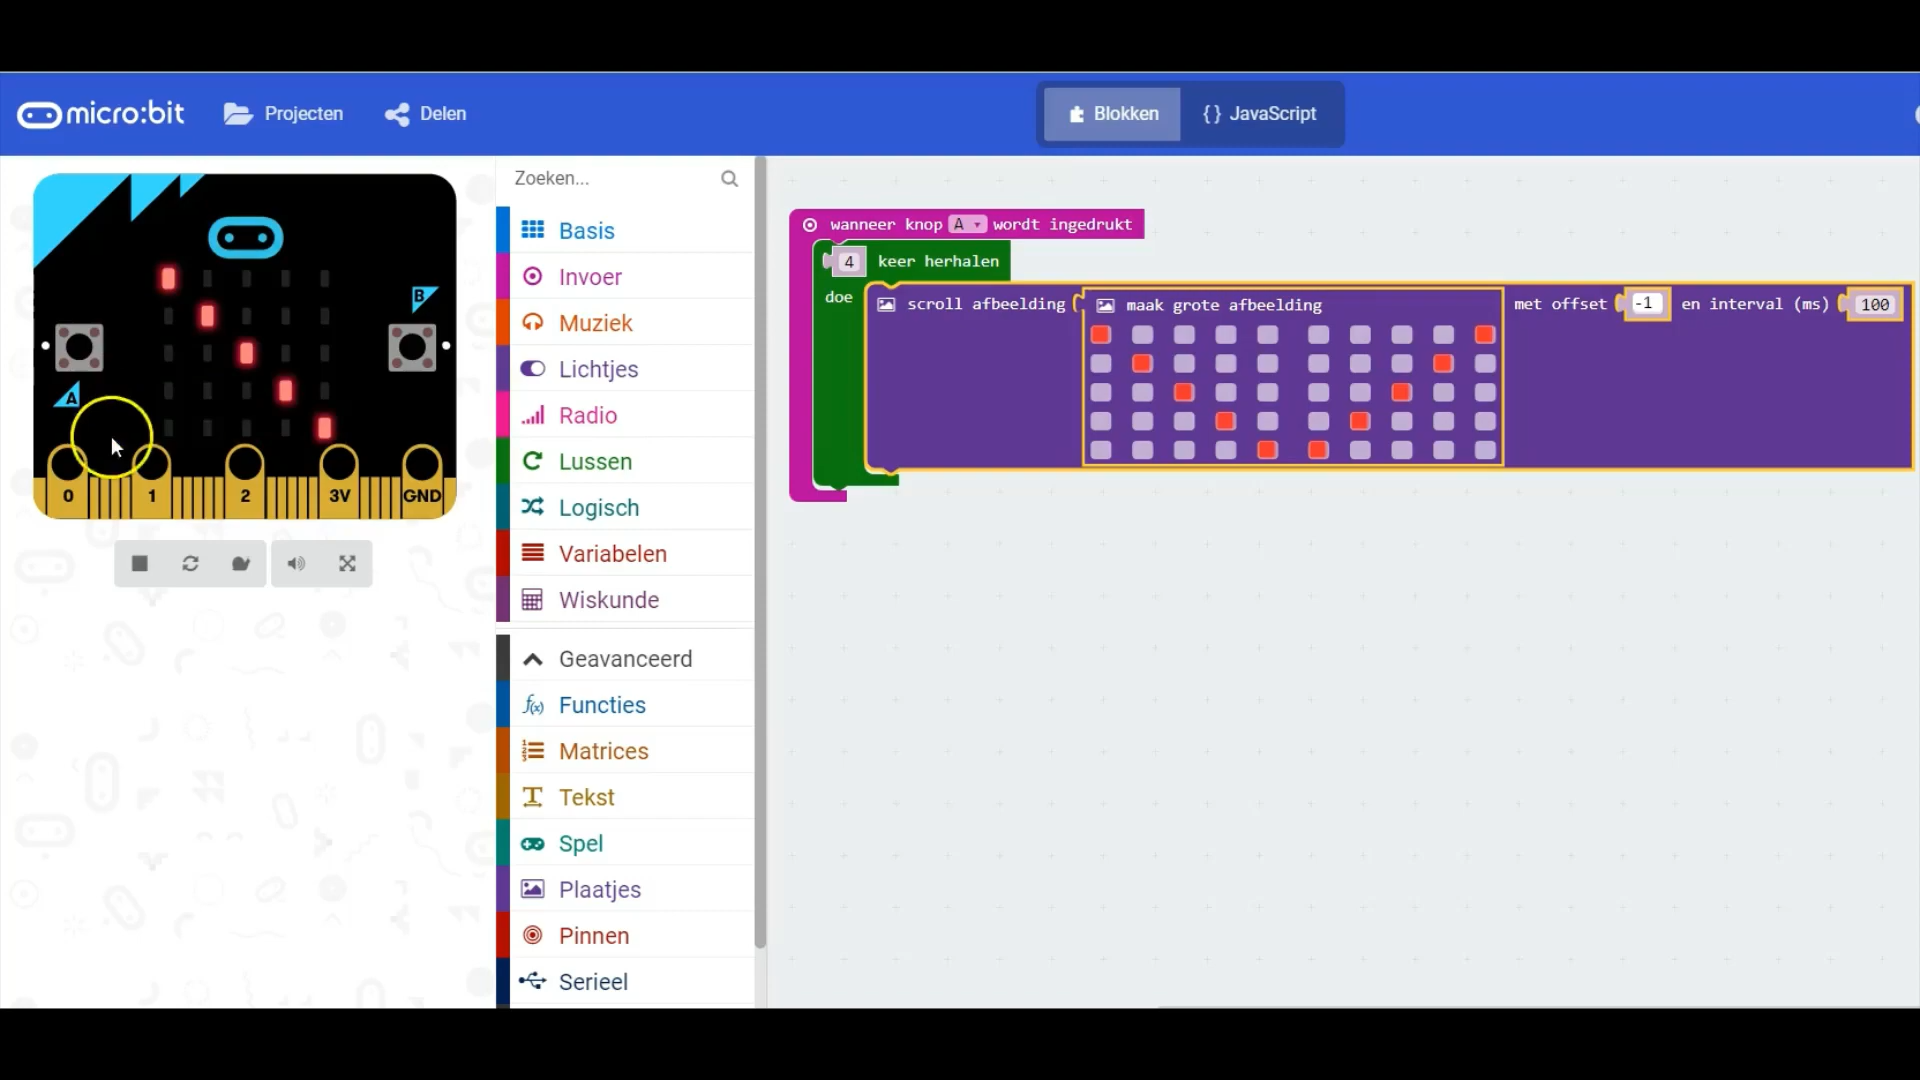 micro:bit Projecten Delen Blokken {} JavaScript
Zoeken...
Basis
Invoer
Muziek
Lichtjes
Radio
Lussen
Logisch
Variabelen
Wiskunde
Geavanceerd
f(x) Functies
Matrices
Tekst
Spel
Plaatjes
Pinnen
Serieel
B
A
0 1 2 3V GND
wanneer knop A wordt ingedrukt
4 keer herhalen
doe scroll afbeelding maak grote afbeelding met offset -1 en interval (ms) 100